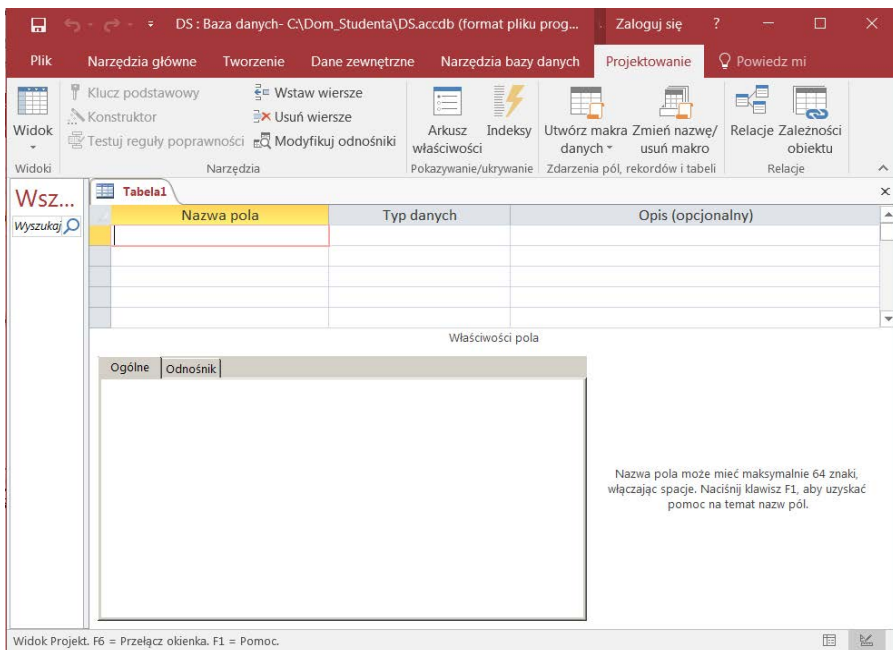 DS : Baza danych- C:\Dom_Studenta\DS.accdb (format pliku prog... Zaloguj się ?
Plik Narzędzia główne Tworzenie Dane zewnętrzne Narzędzia bazy danych Projektowanie Powiedz mi
Widok
Klucz podstawowy
Konstruktor
Testuj reguły poprawności
Wstaw wiersze
Usuń wiersze
Modyfikuj odnośniki
Arkusz właściwości
Indeksy
Utwórz makra danych
Zmień nazwę/ usuń makro
Relacje
Zależności obiektu
Widoki Narzędzia Pokazywanie/ukrywanie Zdarzenia pól, rekordów i tabeli Relacje
Wsz...
Wyszukaj
Tabela1
Nazwa pola Typ danych Opis (opcjonalny)
Właściwości pola
Ogólne Odnośnik
Nazwa pola może mieć maksymalnie 64 znaki,
włączając spacje. Naciśnij klawisz F1, aby uzyskać
pomoc na temat nazw pól.
Widok Projekt. F6 = Przełącz okienka. F1 = Pomoc.